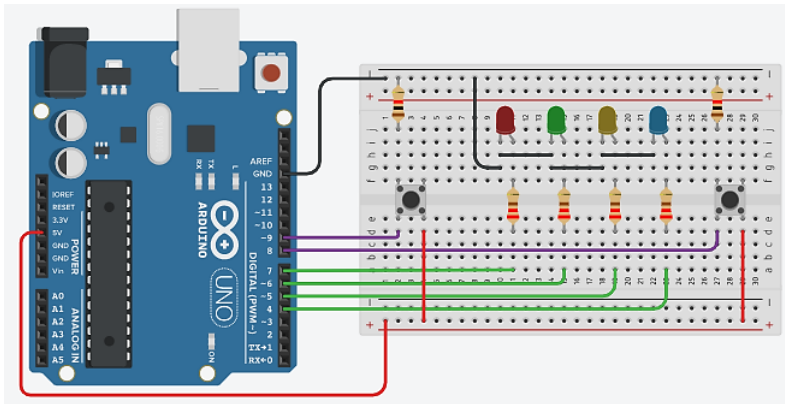 AREF
GND
13
12
~11
~10
~9
8
7
~6
~5
4
~3
2
TX→1
RX←0
DIGITAL (PWM~)
RX
TX
L
ARDUINO
UNO
ON
IOREF
RESET
3.3V
5V
GND
GND
Vin
POWER
A0
A1
A2
A3
A4
A5
ANALOG IN
j
h
g
f
e
d
c
b
a
j
h
g
f
e
d
c
b
a